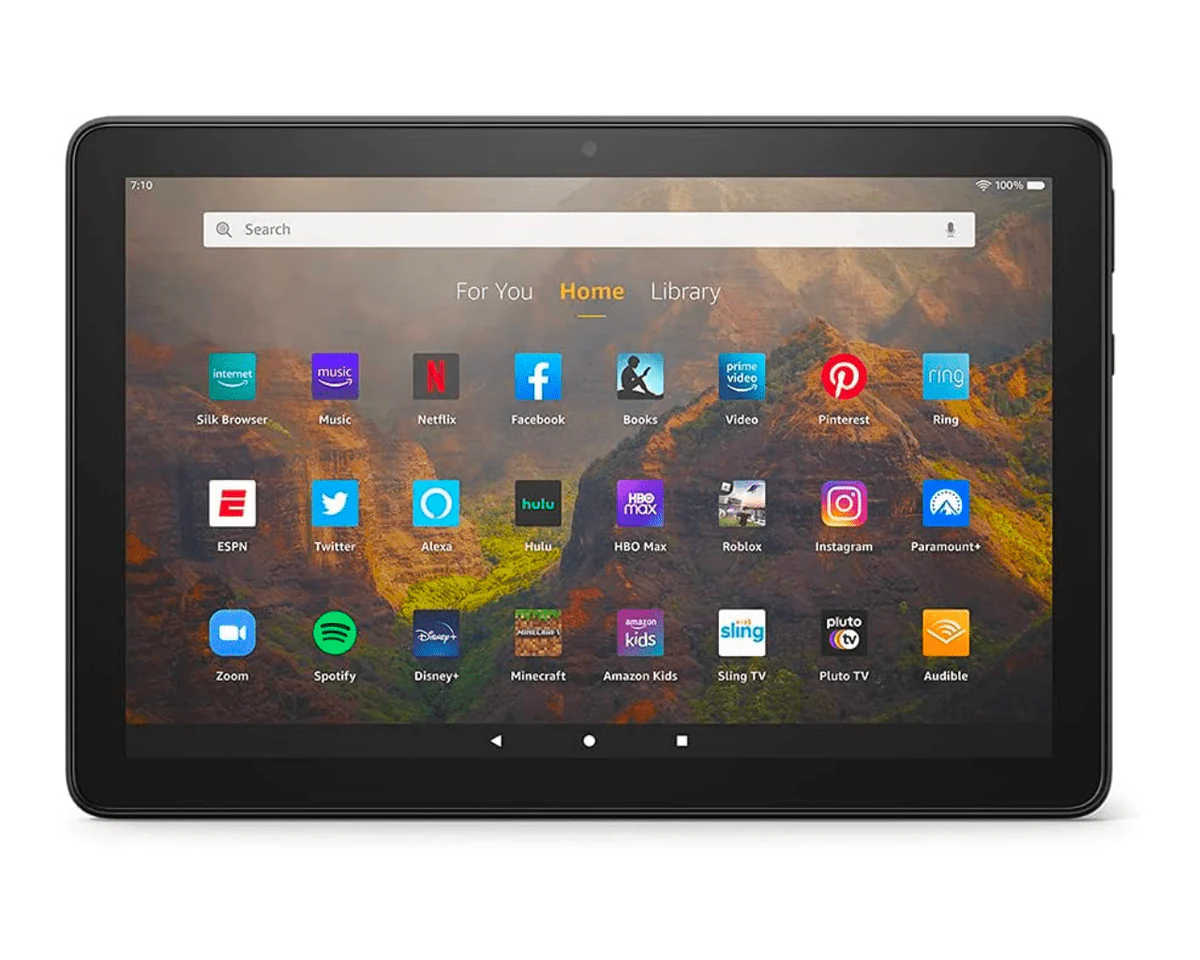 7:10
100%
Search
For You Home Library
internet
music
N
f
prime
video
ring
Silk Browser Music Netflix Facebook Books Video Pinterest Ring
E
hulu
HBO
max
ESPN Twitter Alexa Hulu HBO Max Roblox Instagram Paramount+
Disney+
MINECRAFT
amazon
kids
sling
pluto
tv
Zoom Spotify Disney+ Minecraft Amazon Kids Sling TV Pluto TV Audible